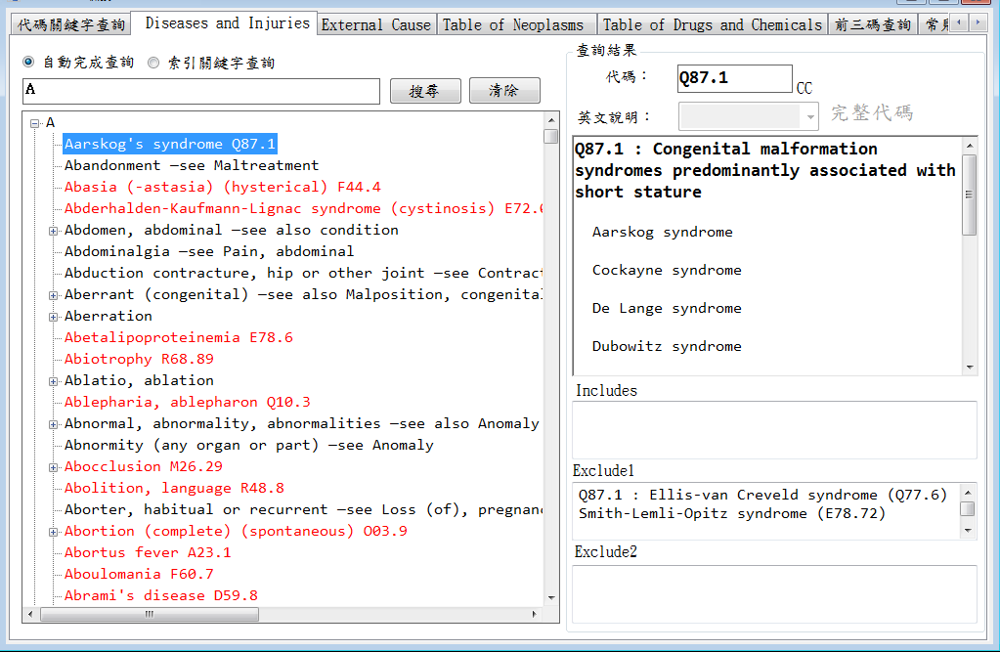 代碼關鍵字查詢 Diseases and Injuries External Cause Table of Neoplasms Table of Drugs and Chemicals 前三碼查詢
自動完成查詢 索引關鍵字查詢
A 搜尋 清除
A
Aarskog's syndrome Q87.1
Abandonment —see Maltreatment
Abasia (-astasia) (hysterical) F44.4
Abderhalden-Kaufmann-Lignac syndrome (cystinosis)
Abdomen, abdominal —see also condition
Abdominalgia —see Pain, abdominal
Abduction contracture, hip or other joint —see
Aberrant (congenital) —see also Malposition,
Aberration
Abetalipoproteinemia E78.6
Abiotrophy R68.89
Ablatio, ablation
Ablepharia, ablepharon Q10.3
Abnormal, abnormality, abnormalities —see also Anomaly
Abnormity (any organ or part) —see Anomaly
Abocclusion M26.29
Abolition, language R48.8
Aborter, habitual or recurrent —see Loss (of),
Abortion (complete) (spontaneous) O03.9
Abortus fever A23.1
Aboulomania F60.7
Abrami's disease D59.8
查詢結果
代碼： Q87.1 CC
英文說明： 完整代碼
Q87.1 : Congenital malformation
syndromes predominantly associated with
short stature
Aarskog syndrome
Cockayne syndrome
De Lange syndrome
Dubowitz syndrome
Includes
Exclude1
Q87.1 : Ellis-van Creveld syndrome (Q77.6)
Smith-Lemli-Opitz syndrome (E78.72)
Exclude2